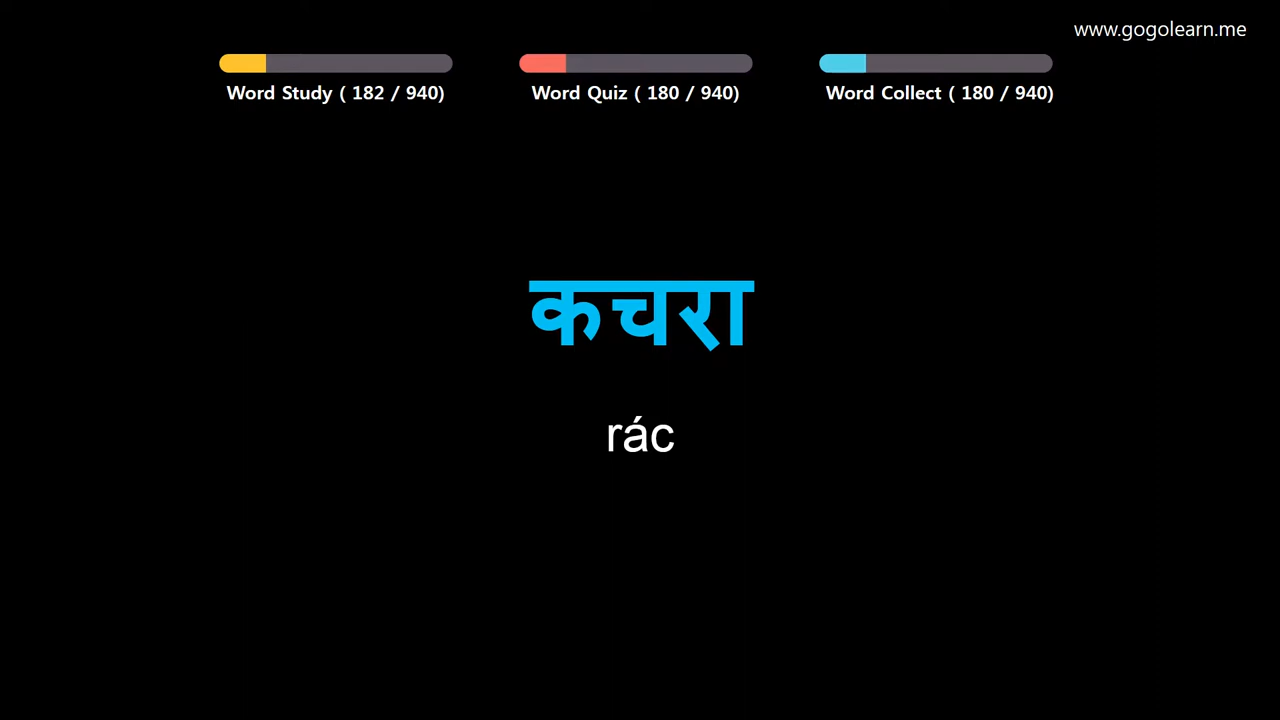 www.gogolearn.me
Word Study ( 182 / 940)
Word Quiz ( 180 / 940)
Word Collect ( 180 / 940)
कचरा
rác